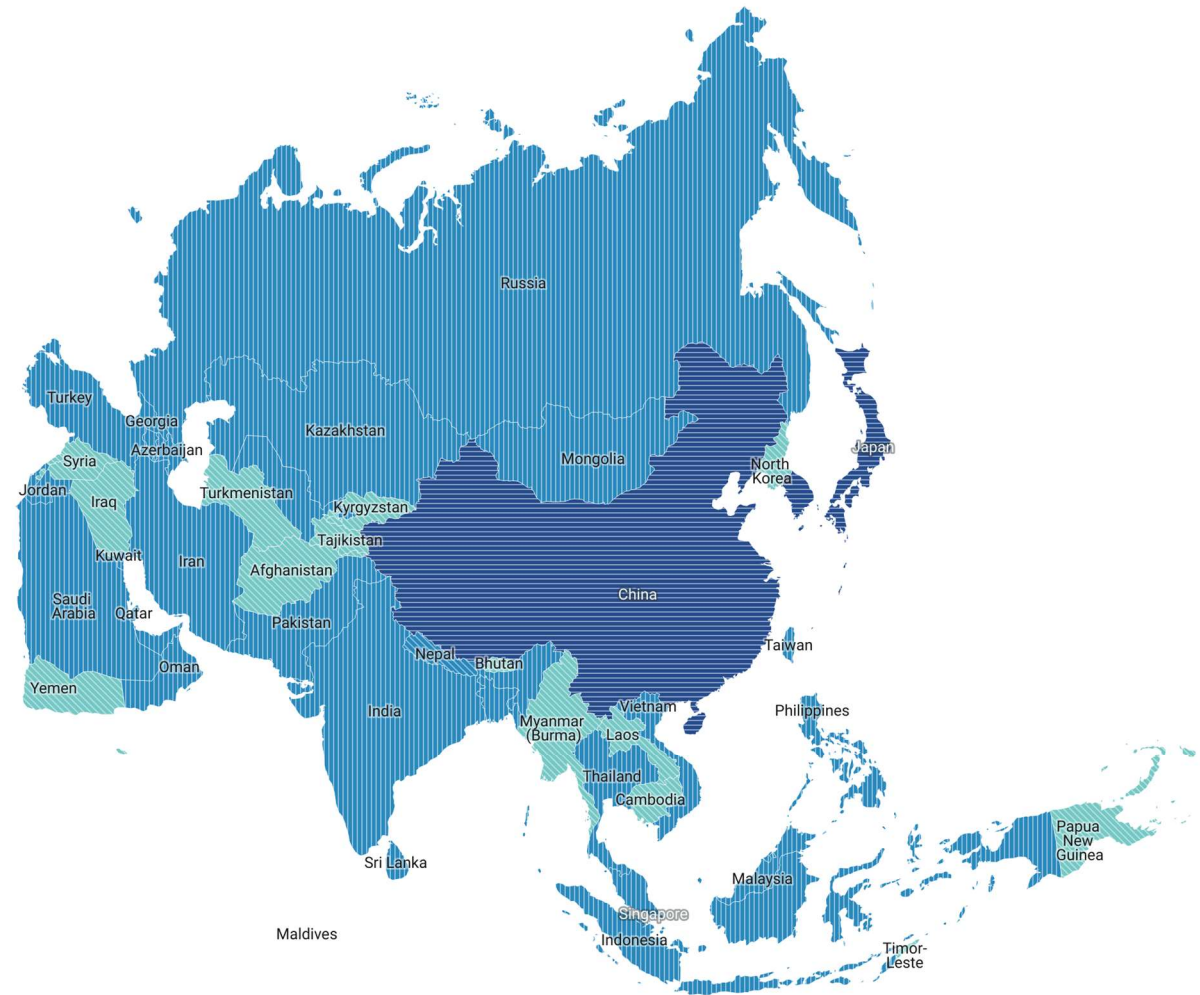 Russia
Turkey
Georgia
Kazakhstan
Azerbaijan
Mongolia
Japan
Syria
North
Korea
Jordan
Iraq
Turkmenistan
Kyrgyzstan
Tajikistan
Kuwait
Iran
Afghanistan
China
Saudi
Arabia
Qatar
Pakistan
Taiwan
Nepal
Bhutan
Oman
Yemen
India
Vietnam
Philippines
Myanmar
(Burma)
Laos
Thailand
Cambodia
Papua
New
Guinea
Sri Lanka
Malaysia
Singapore
Maldives
Indonesia
Timor-
Leste